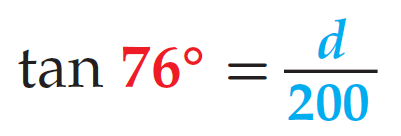 tan 76° = d/200